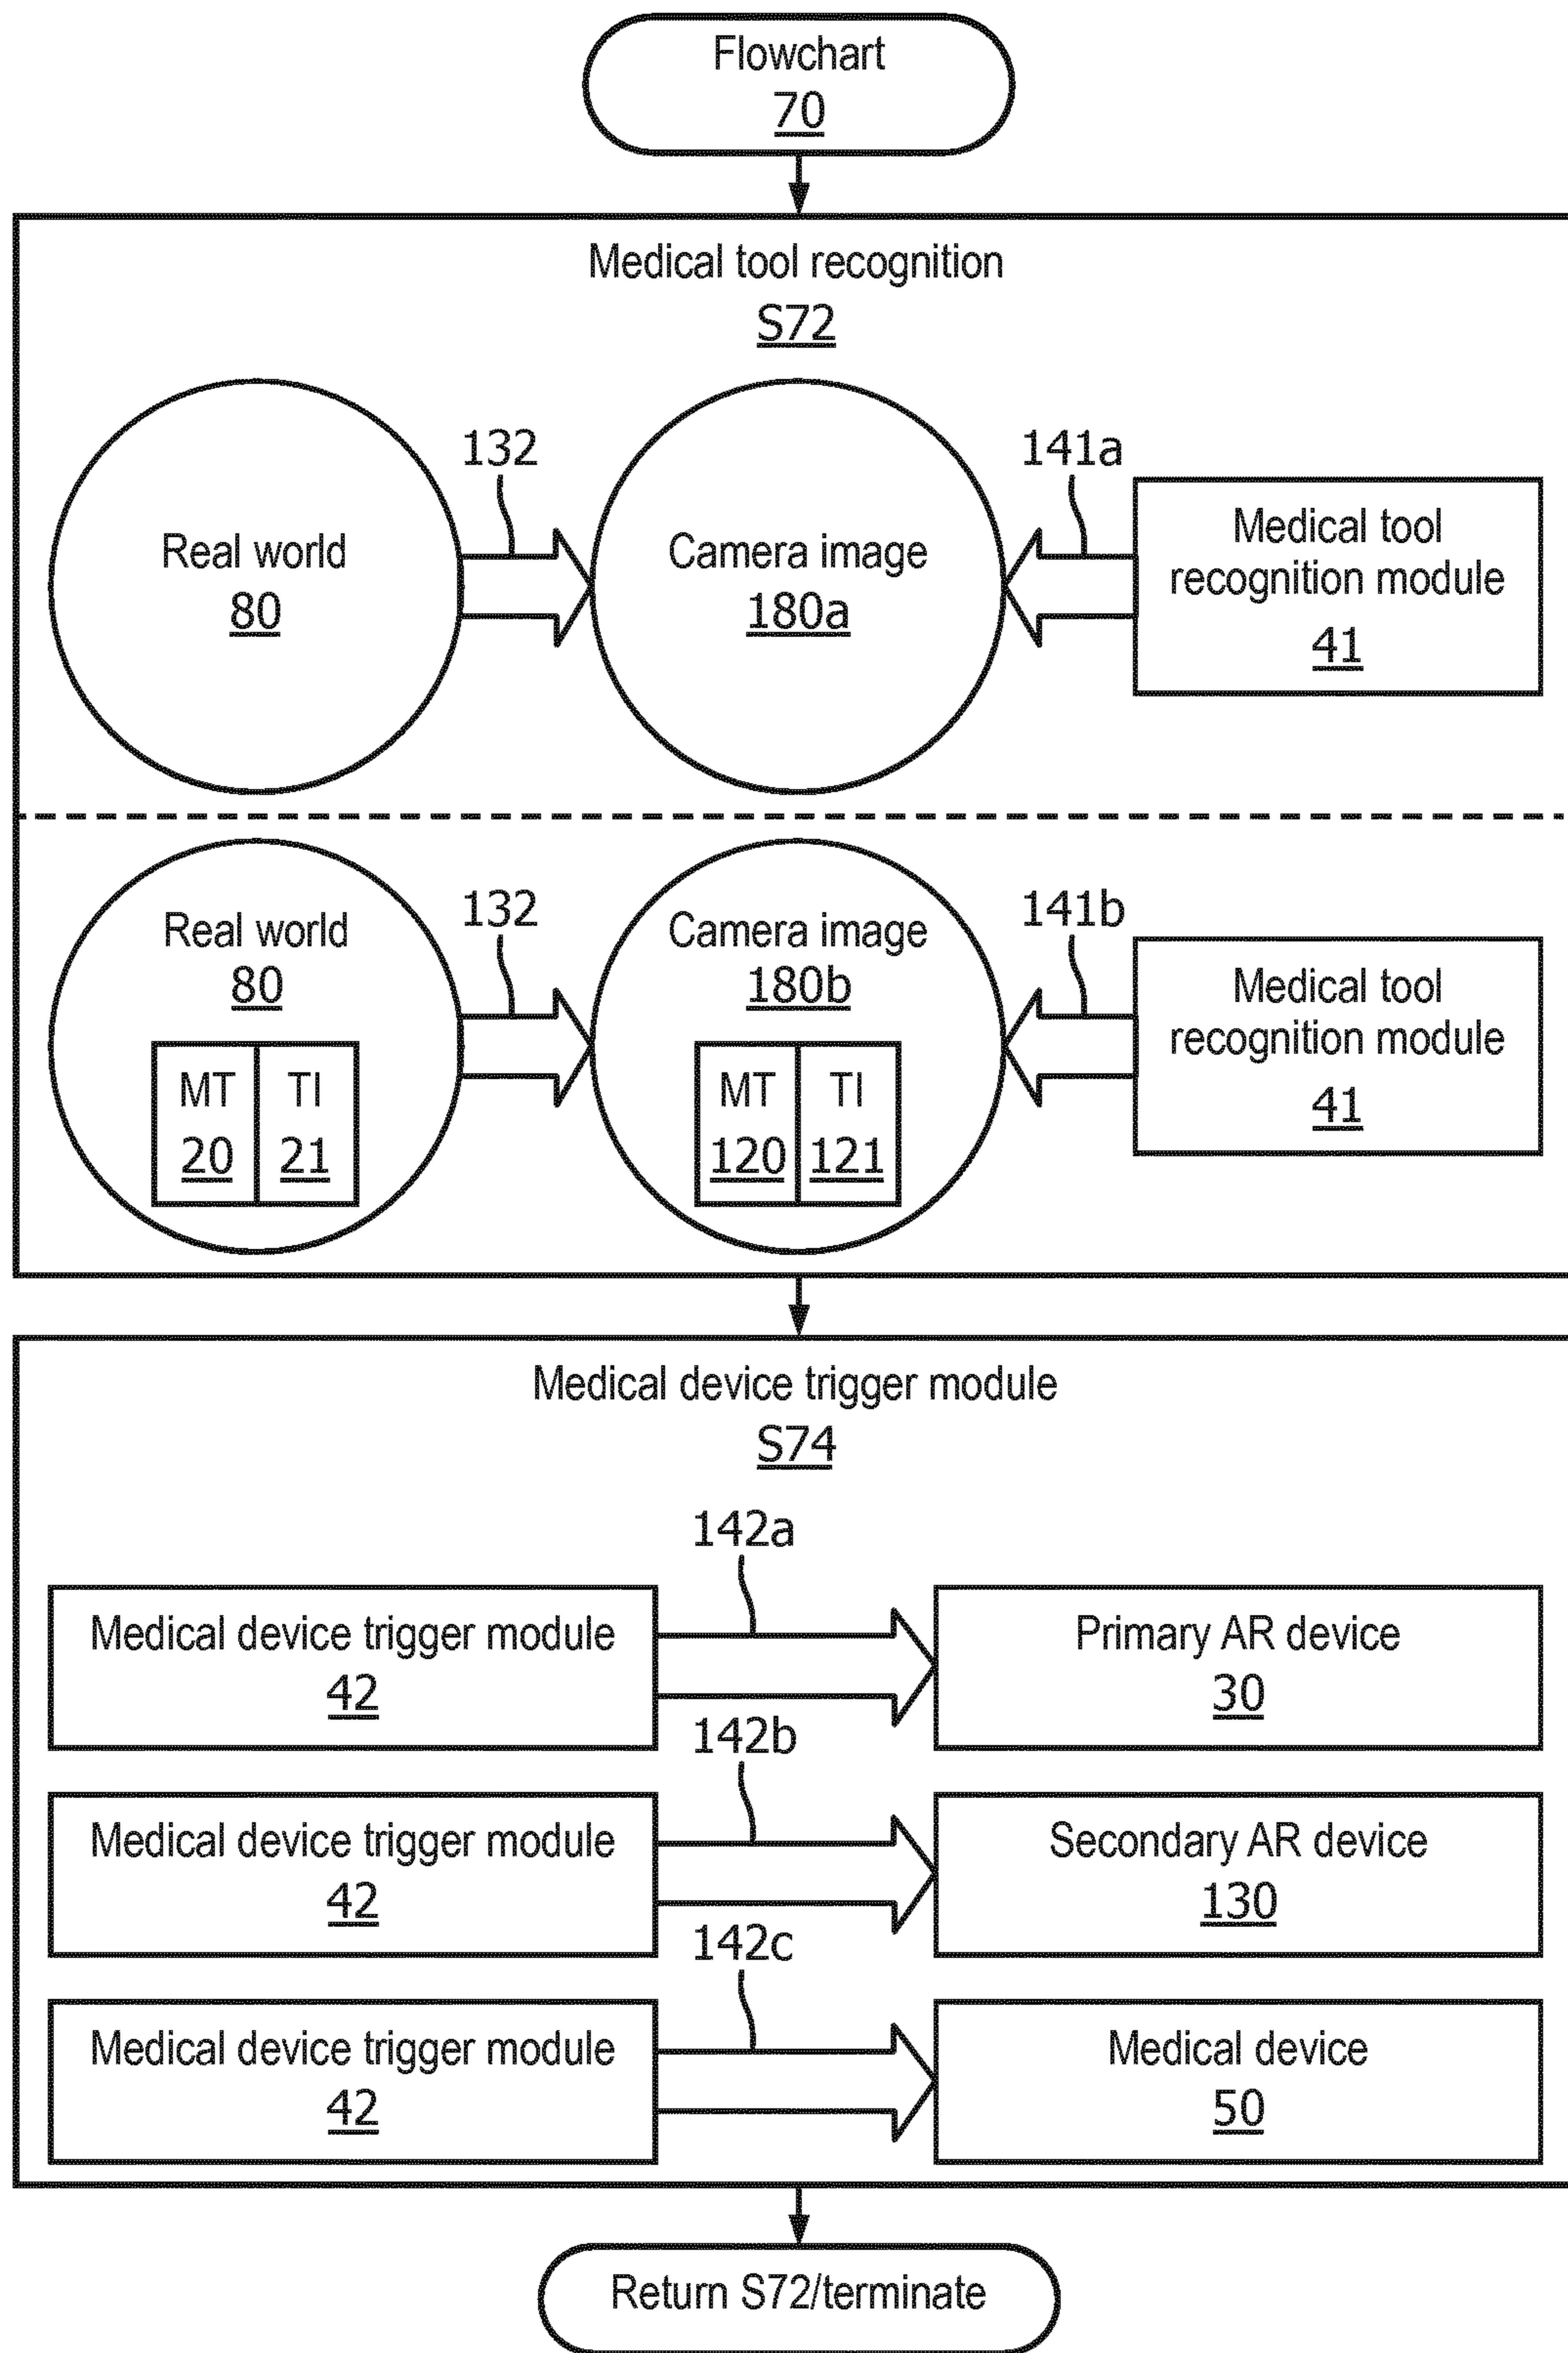 Flowchart
70
Medical tool recognition
S72
132
141a
Real world
80
Camera image
180a
Medical tool
recognition module
41
132
141b
Real world
80
MT
20
TI
21
Camera image
180b
MT
120
TI
121
Medical tool
recognition module
41
Medical device trigger module
S74
142a
Medical device trigger module
42
Primary AR device
30
142b
Medical device trigger module
42
Secondary AR device
130
142c
Medical device trigger module
42
Medical device
50
Return S72/terminate